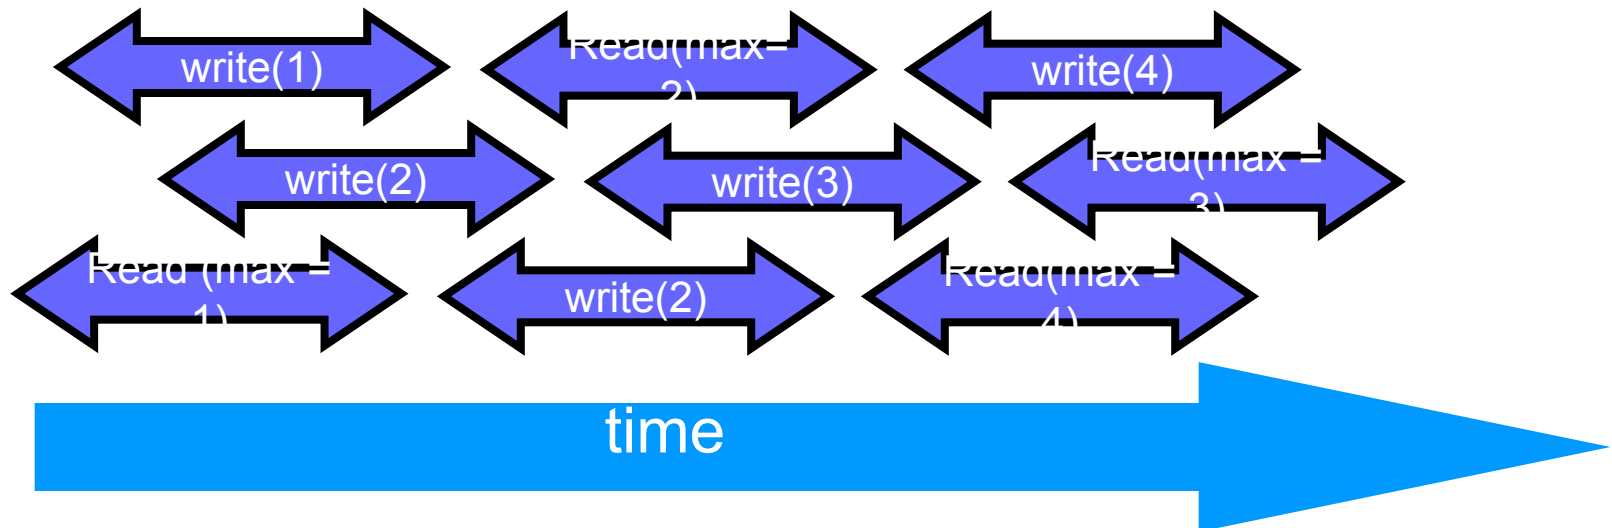 write(1)
Read(max=
2)
write(4)
write(2)
write(3)
Read(max =
3)
Read (max =
1)
write(2)
Read(max =
4)
time